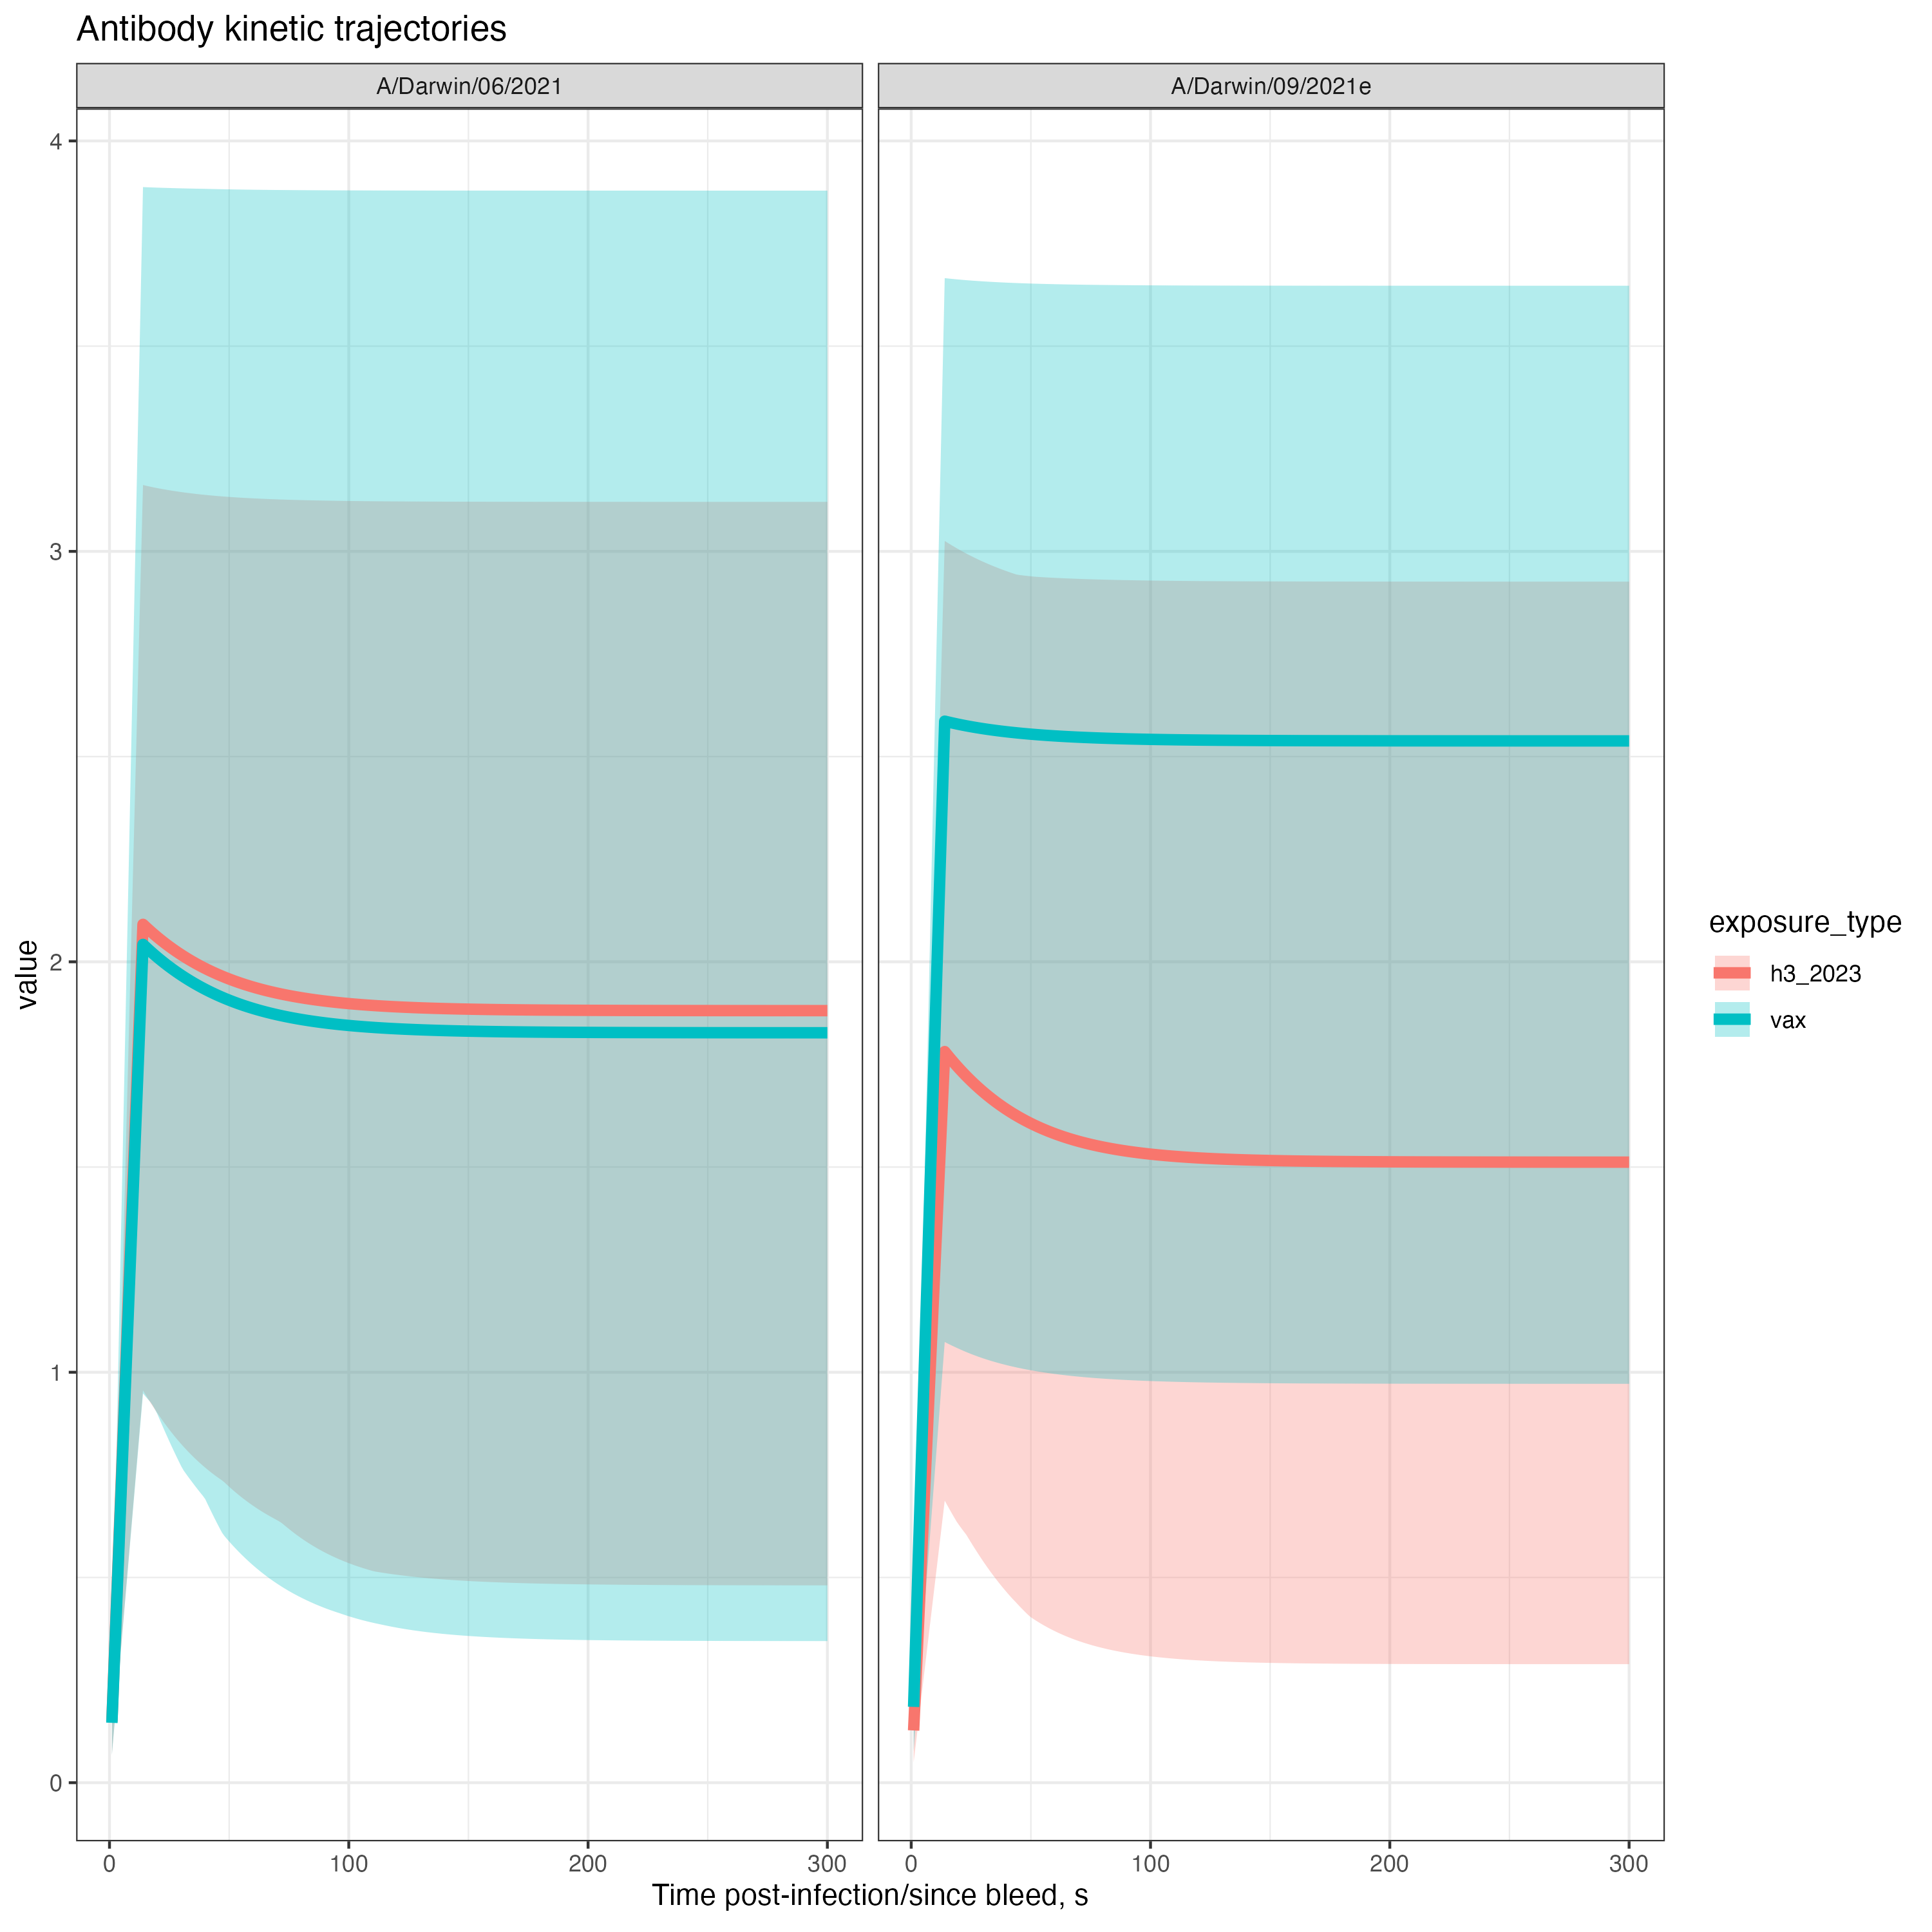 Antibody kinetic trajectories
A/Darwin/06/2021
A/Darwin/09/2021e
4
3
2
1
0
value
0
100
200
300
0
100
200
300
Time post-infection/since bleed, s
exposure_type
h3_2023
vax